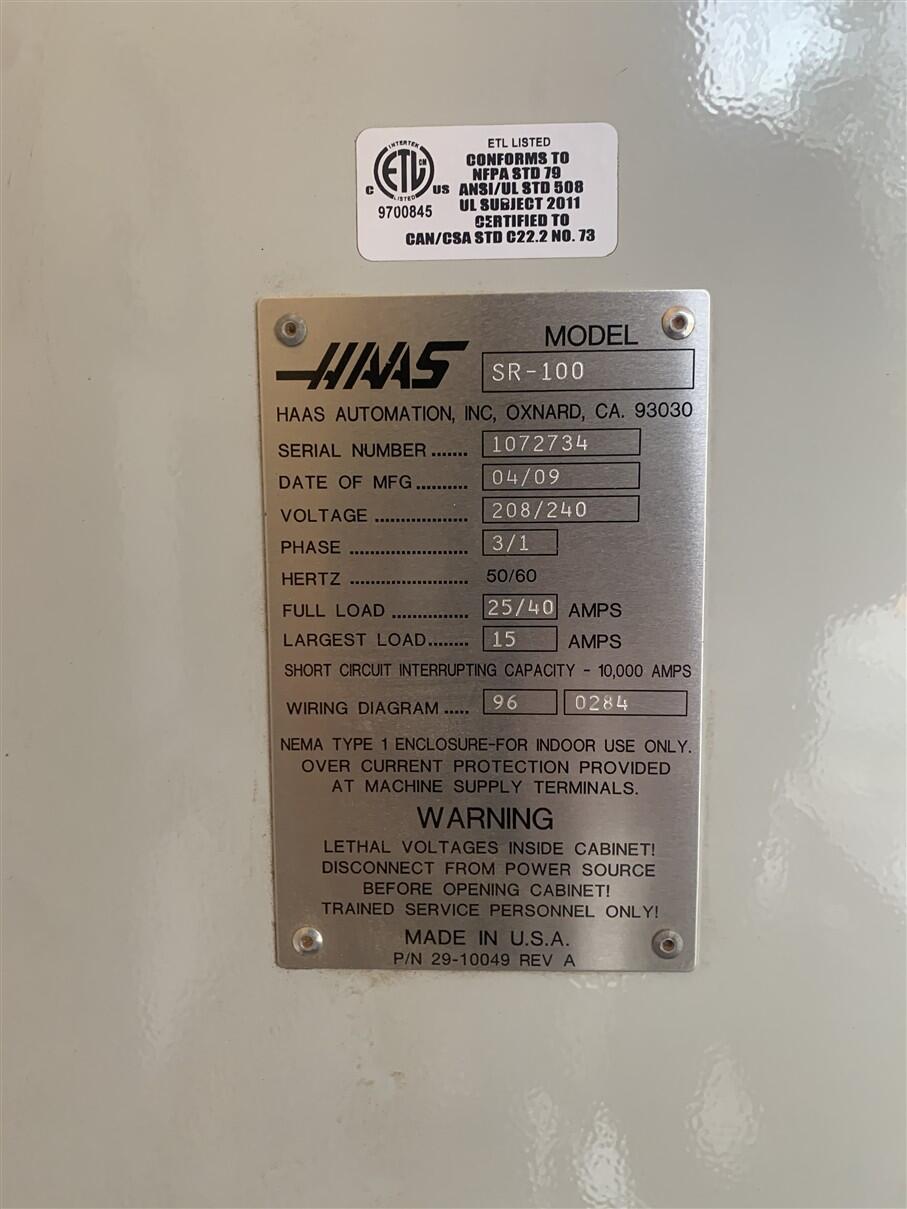 INTERTEK
ETL CM
LISTED
C US
9700845
ETL LISTED
CONFORMS TO
NFPA STD 79
ANSI/UL STD 508
UL SUBJECT 2011
CERTIFIED TO
CAN/CSA STD C22.2 NO. 73
HAAS
MODEL
SR-100
HAAS AUTOMATION, INC, OXNARD, CA. 93030
SERIAL NUMBER ....... 1072734
DATE OF MFG .......... 04/09
VOLTAGE .................. 208/240
PHASE ....................... 3/1
HERTZ ....................... 50/60
FULL LOAD ............... 25/40 AMPS
LARGEST LOAD........ 15 AMPS
SHORT CIRCUIT INTERRUPTING CAPACITY - 10,000 AMPS
WIRING DIAGRAM ..... 96 0284
NEMA TYPE 1 ENCLOSURE-FOR INDOOR USE ONLY.
OVER CURRENT PROTECTION PROVIDED
AT MACHINE SUPPLY TERMINALS.
WARNING
LETHAL VOLTAGES INSIDE CABINET!
DISCONNECT FROM POWER SOURCE
BEFORE OPENING CABINET!
TRAINED SERVICE PERSONNEL ONLY!
MADE IN U.S.A.
P/N 29-10049 REV A